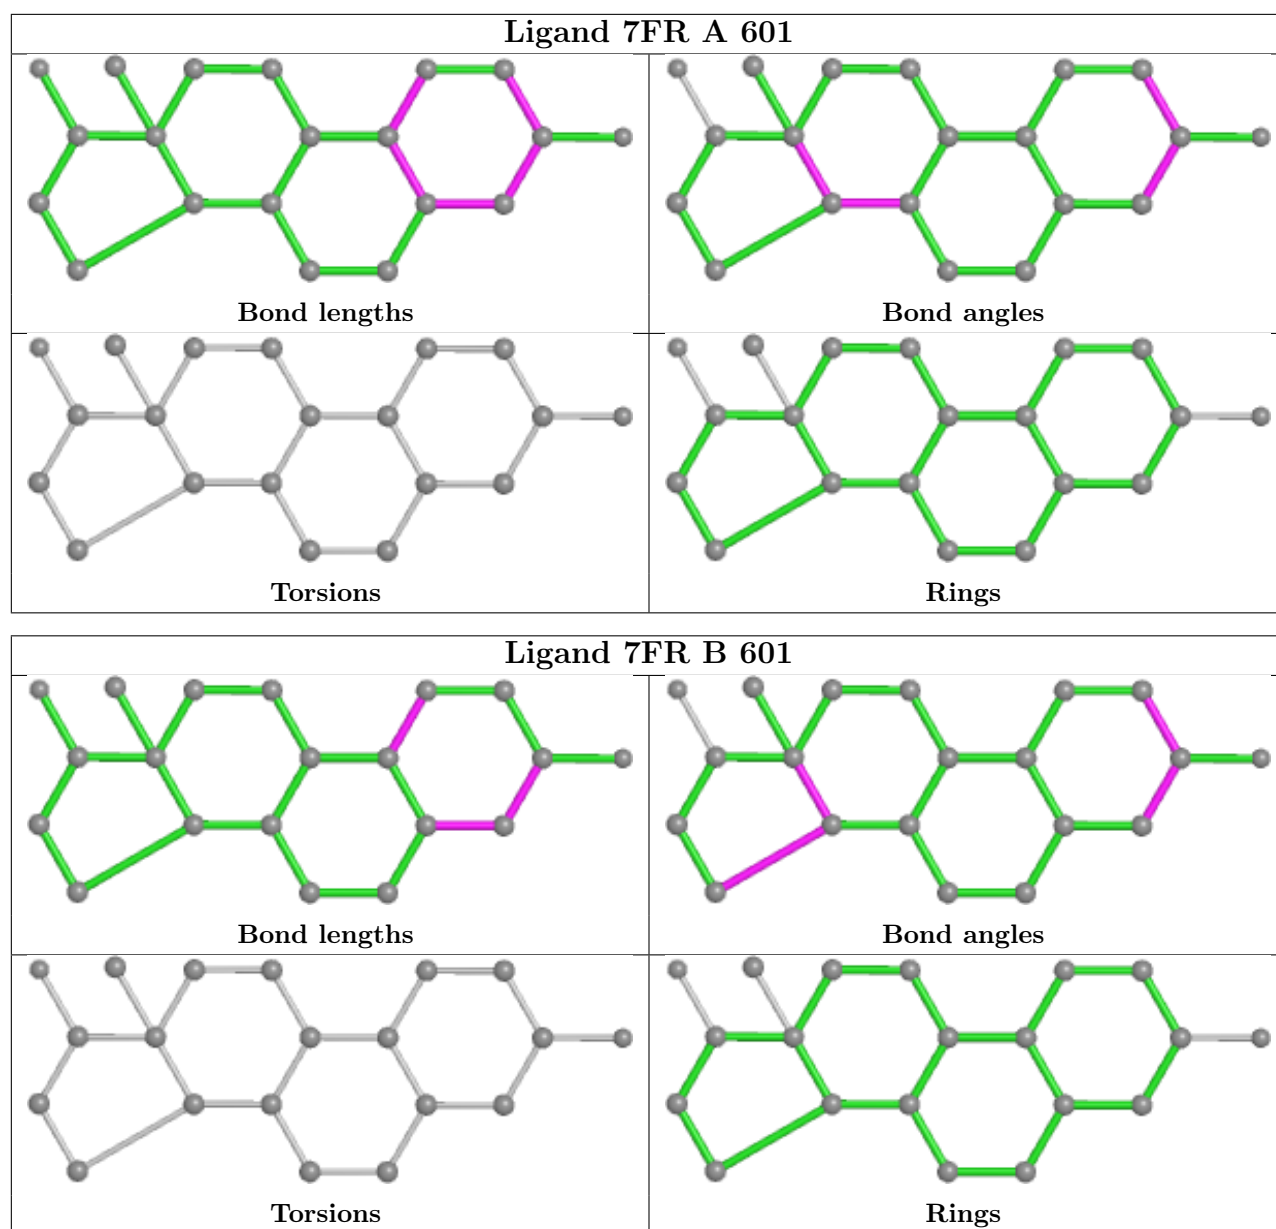 Ligand 7FR A 601
Bond lengths
Bond angles
Torsions
Rings
Ligand 7FR B 601
Bond lengths
Bond angles
Torsions
Rings